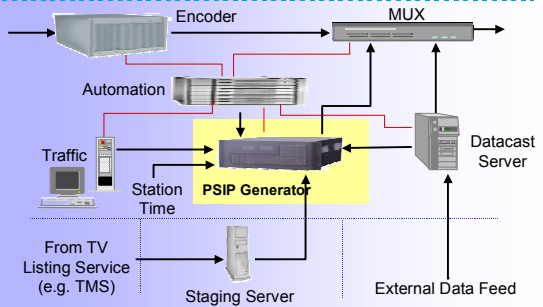 Encoder
MUX
Automation
Traffic
Station
Time
PSIP Generator
Datacast
Server
From TV
Listing Service
(e.g. TMS)
Staging Server
External Data Feed